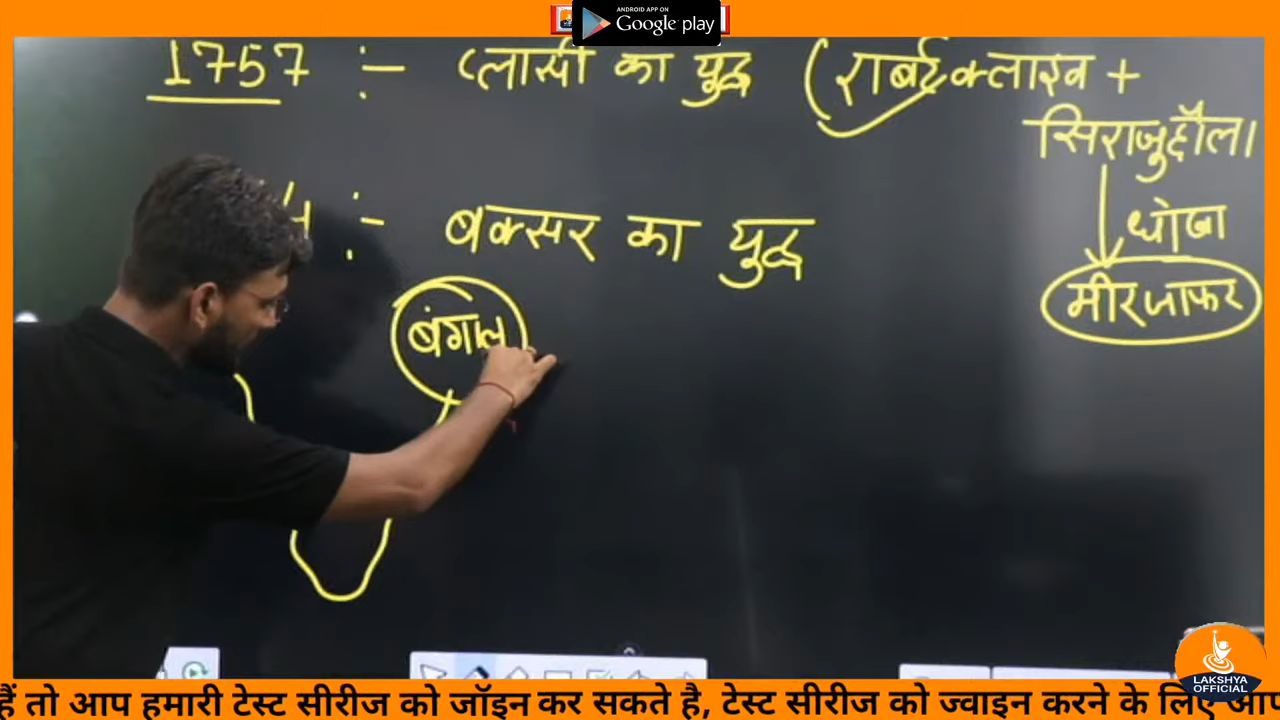 ANDROID APP ON
Google play
1757 :- प्लासी का युद्ध (राबर्ट क्लाइव +
सिराजुद्दौला
4 :- बक्सर का युद्ध
धोखा
मीरजाफर
बंगाल
LAKSHYA
OFFICIAL
हैं तो आप हमारी टेस्ट सीरीज को जॉइन कर सकते है, टेस्ट सीरीज को ज्वाइन करने के लिए आप